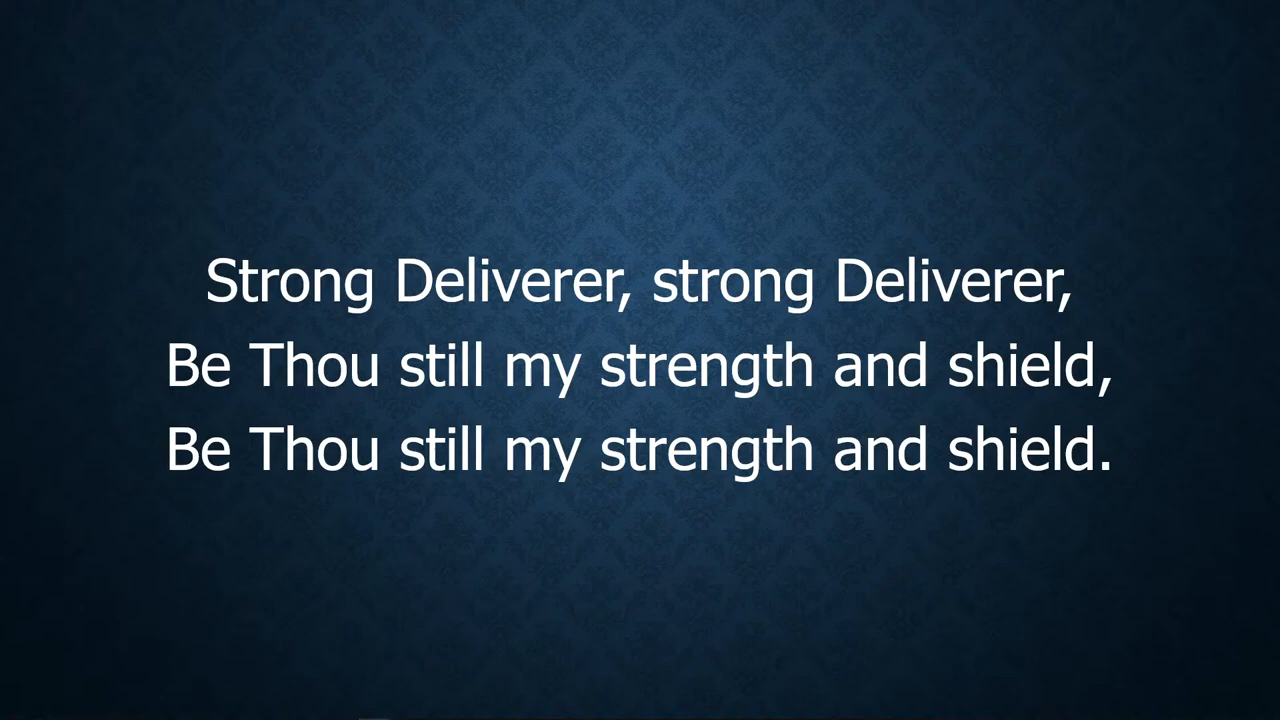 Strong Deliverer, strong Deliverer,
Be Thou still my strength and shield,
Be Thou still my strength and shield.